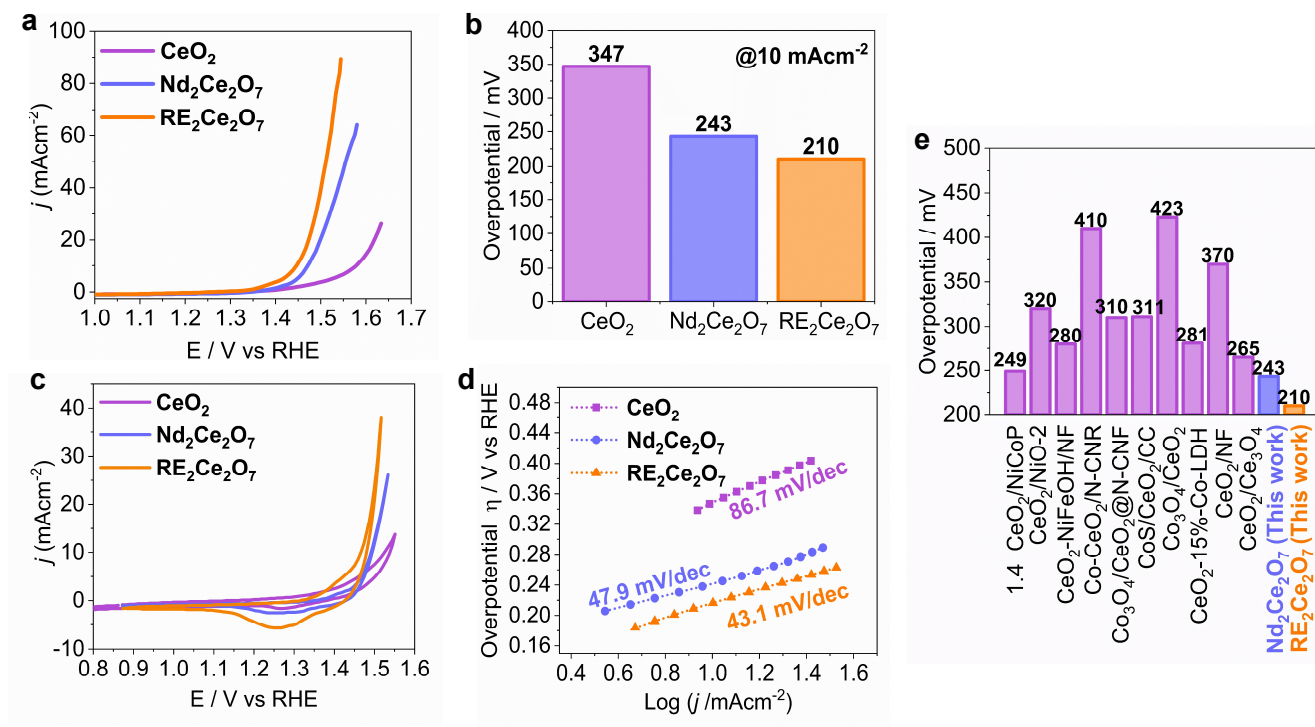 a
100
80
60
40
20
0
j (mAcm⁻²)
CeO₂
Nd₂Ce₂O₇
RE₂Ce₂O₇
1.0 1.1 1.2 1.3 1.4 1.5 1.6 1.7
E / V vs RHE
b
400
350
300
250
200
150
100
50
0
Overpotential / mV
@10 mAcm⁻²
347
243
210
CeO₂ Nd₂Ce₂O₇ RE₂Ce₂O₇
c
40
30
20
10
0
-10
j (mAcm⁻²)
CeO₂
Nd₂Ce₂O₇
RE₂Ce₂O₇
0.8 0.9 1.0 1.1 1.2 1.3 1.4 1.5 1.6
E / V vs RHE
d
0.48
0.44
0.40
0.36
0.32
0.28
0.24
0.20
0.16
Overpotential η / V vs RHE
CeO₂
Nd₂Ce₂O₇
RE₂Ce₂O₇
86.7 mV/dec
47.9 mV/dec
43.1 mV/dec
0.4 0.6 0.8 1.0 1.2 1.4 1.6
Log (j /mAcm⁻²)
e
500
450
400
350
300
250
200
Overpotential / mV
249
320
280
410
310
311
423
281
370
265
243
210
1.4 CeO₂/NiCoP
CeO₂/NiO-2
CeO₂-NiFeOH/NF
Co-CeO₂/N-CNR
Co₃O₄/CeO₂@N-CNF
CoS/CeO₂/CC
Co₃O₄/CeO₂
CeO₂-15%-Co-LDH
CeO₂/NF
CeO₂/Ce₃O₄
Nd₂Ce₂O₇ (This work)
RE₂Ce₂O₇ (This work)